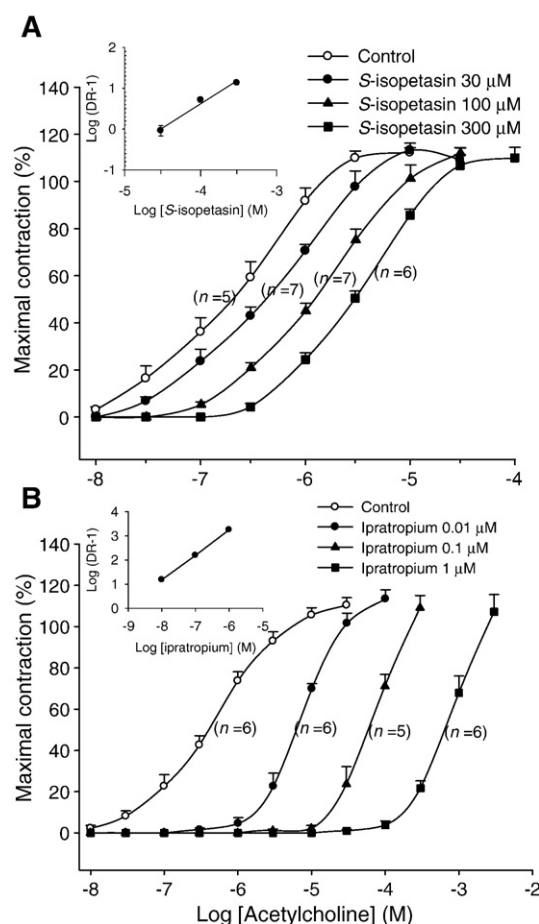 A
Control
S-isopetasin 30 μM
S-isopetasin 100 μM
S-isopetasin 300 μM
2
1
0
-1
Log (DR-1)
-5 -4 -3
Log [S-isopetasin] (M)
Maximal contraction (%)
140
120
100
80
60
40
20
0
(n =5)
(n =7)
(n =7)
(n =6)
-8 -7 -6 -5 -4
B
Control
Ipratropium 0.01 μM
Ipratropium 0.1 μM
Ipratropium 1 μM
4
3
2
1
0
Log (DR-1)
-9 -8 -7 -6 -5
Log [ipratropium] (M)
Maximal contraction (%)
140
120
100
80
60
40
20
0
(n =6) (n =6) (n =5) (n =6)
-8 -7 -6 -5 -4 -3 -2
Log [Acetylcholine] (M)